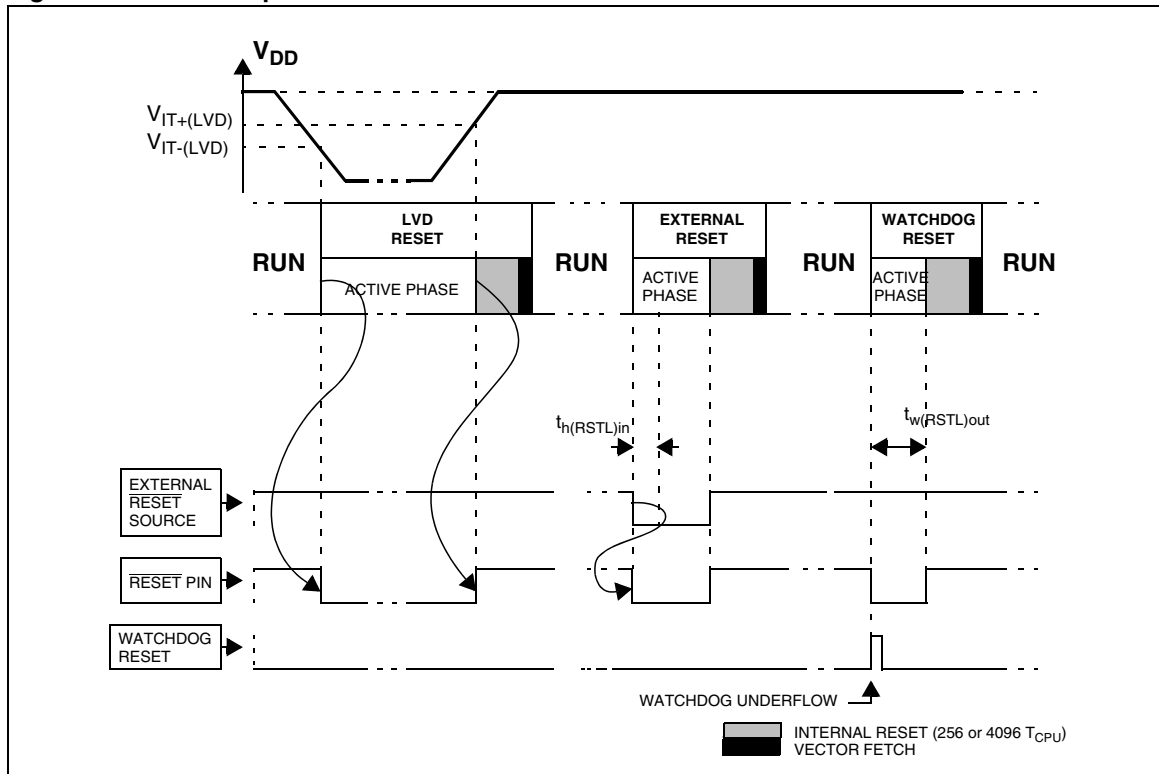 V_DD
V_IT+(LVD)
V_IT-(LVD)
LVD
RESET
EXTERNAL
RESET
WATCHDOG
RESET
RUN
RUN
RUN
RUN
ACTIVE PHASE
ACTIVE
PHASE
ACTIVE
PHASE
t_h(RSTL)in
t_w(RSTL)out
EXTERNAL
RESET
SOURCE
RESET PIN
WATCHDOG
RESET
WATCHDOG UNDERFLOW
INTERNAL RESET (256 or 4096 T_CPU)
VECTOR FETCH